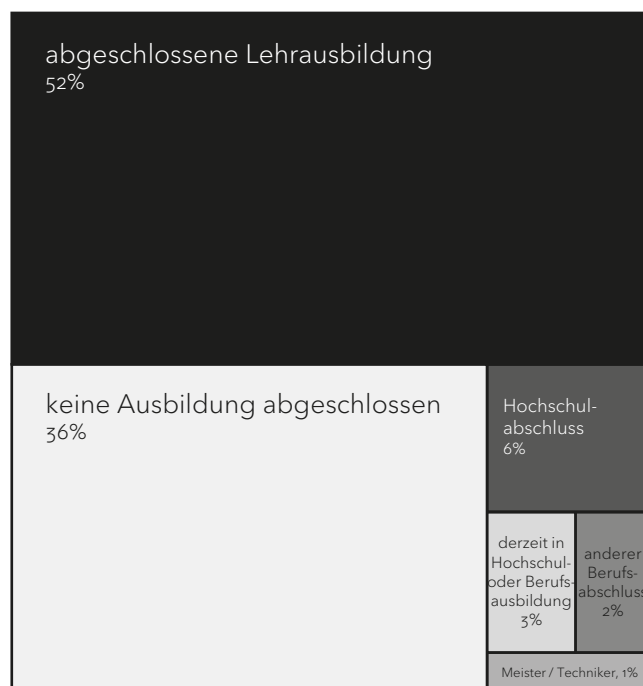 abgeschlossene Lehrausbildung
52%
keine Ausbildung abgeschlossen
36%
Hochschul-
abschluss
6%
derzeit in
Hochschul-
oder Berufs-
ausbildung
3%
anderer
Berufs-
abschluss
2%
Meister / Techniker, 1%